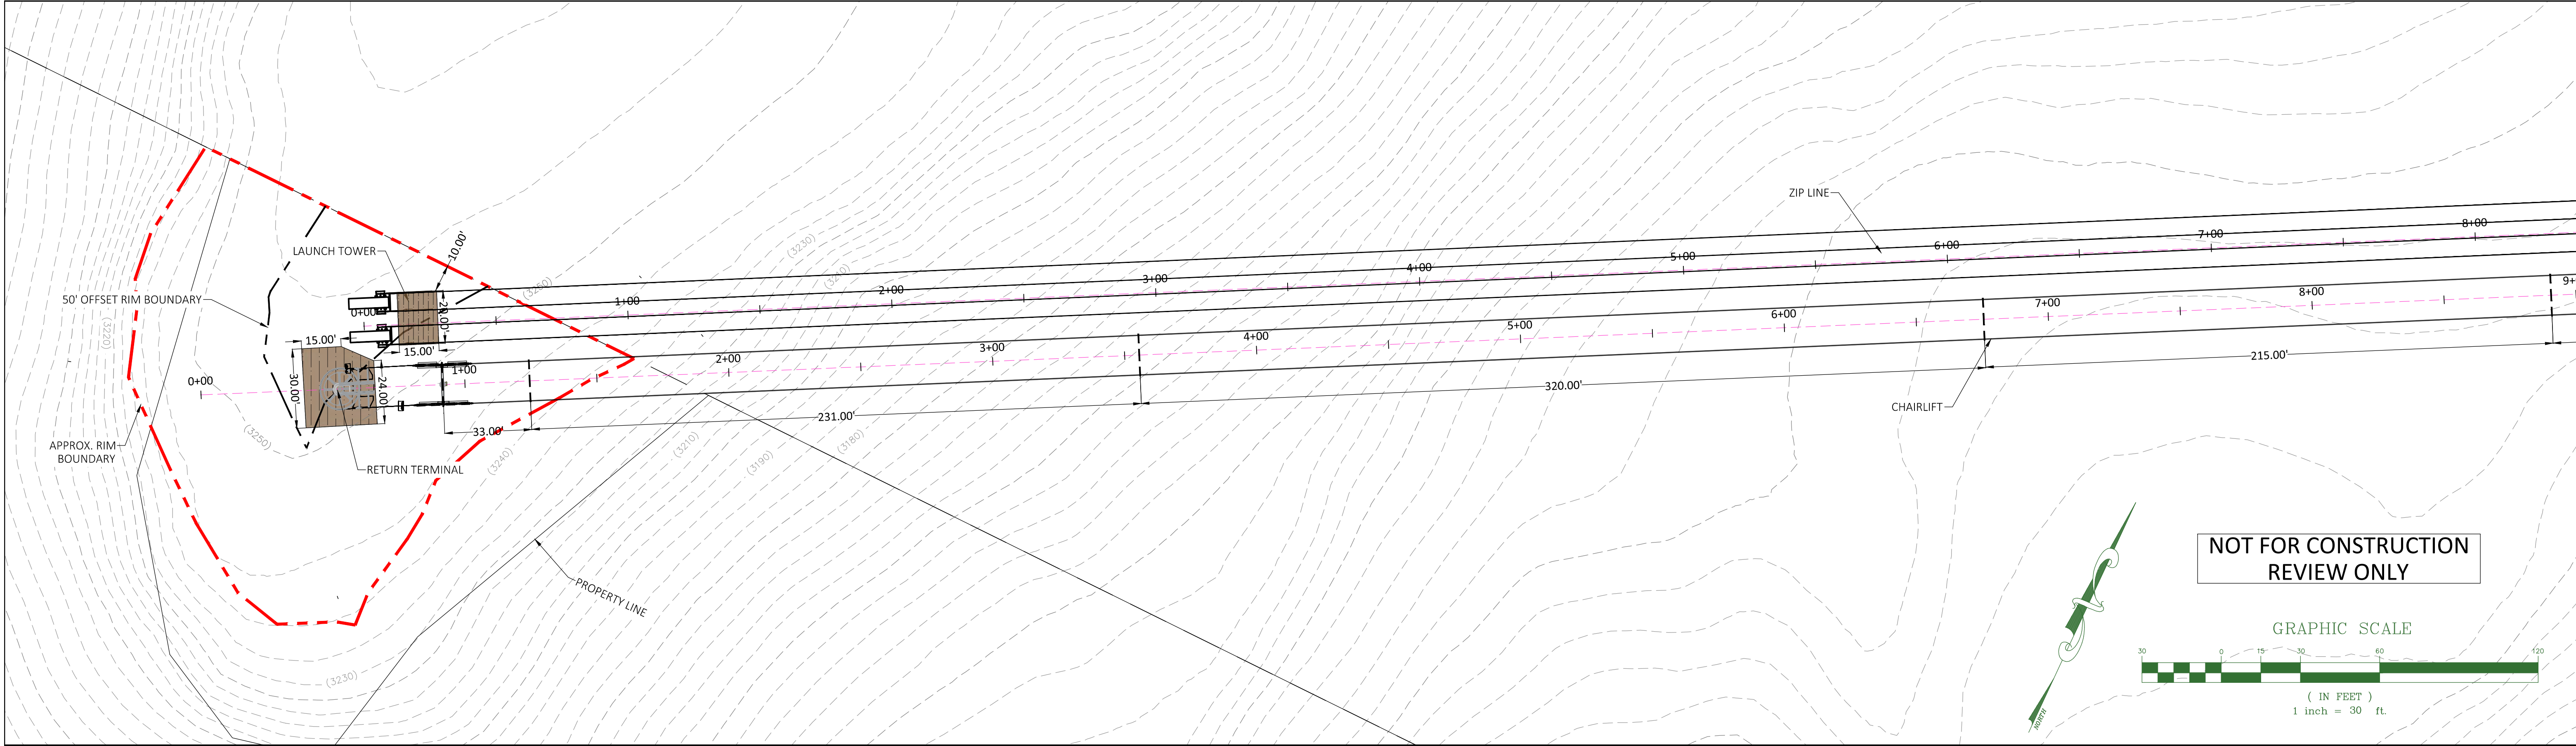 (3230)
(3240)
(3260)
(3220)
(3250)
(3240)
(3210)
(3190)
(3180)
(3230)
ZIP LINE
LAUNCH TOWER
10.00'
20.00'
15.00'
50' OFFSET RIM BOUNDARY
0+00
1+00
2+00
3+00
4+00
5+00
6+00
7+00
8+00
15.00'
30.00'
24.00'
0+00
1+00
2+00
3+00
4+00
5+00
6+00
7+00
8+00
9+
33.00'
231.00'
320.00'
215.00'
CHAIRLIFT
APPROX. RIM
BOUNDARY
RETURN TERMINAL
PROPERTY LINE
NOT FOR CONSTRUCTION
REVIEW ONLY
GRAPHIC SCALE
30 0 15 30 60 120
( IN FEET )
1 inch = 30 ft.
NORTH